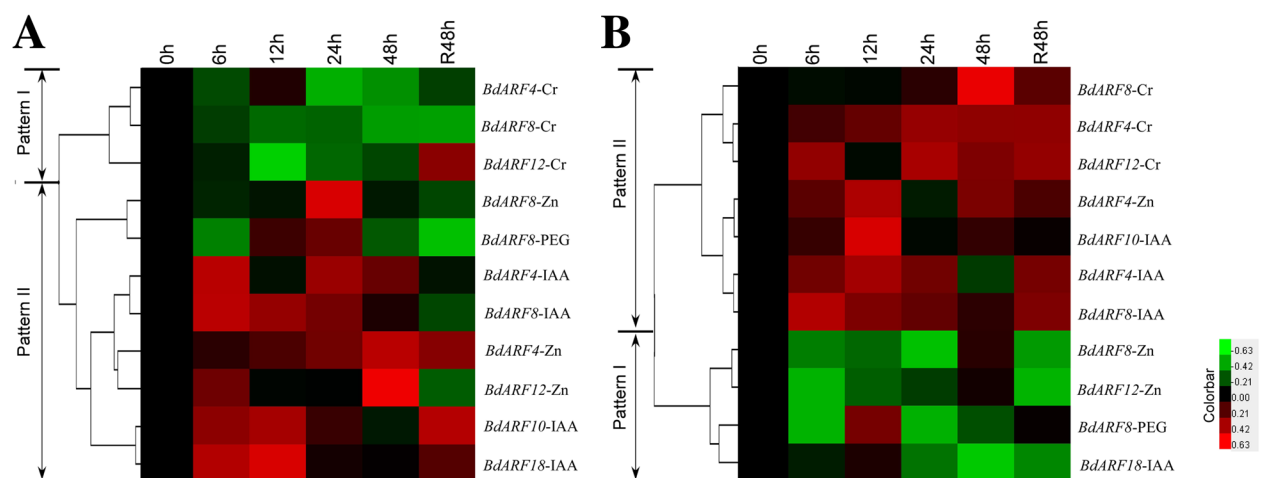 A
0h 6h 12h 24h 48h R48h
Pattern I
Pattern II
BdARF4-Cr
BdARF8-Cr
BdARF12-Cr
BdARF8-Zn
BdARF8-PEG
BdARF4-IAA
BdARF8-IAA
BdARF4-Zn
BdARF12-Zn
BdARF10-IAA
BdARF18-IAA
B
0h 6h 12h 24h 48h R48h
Pattern II
Pattern I
BdARF8-Cr
BdARF4-Cr
BdARF12-Cr
BdARF4-Zn
BdARF10-IAA
BdARF4-IAA
BdARF8-IAA
BdARF8-Zn
BdARF12-Zn
BdARF8-PEG
BdARF18-IAA
Colorbar
-0.63
-0.42
-0.21
0.00
0.21
0.42
0.63